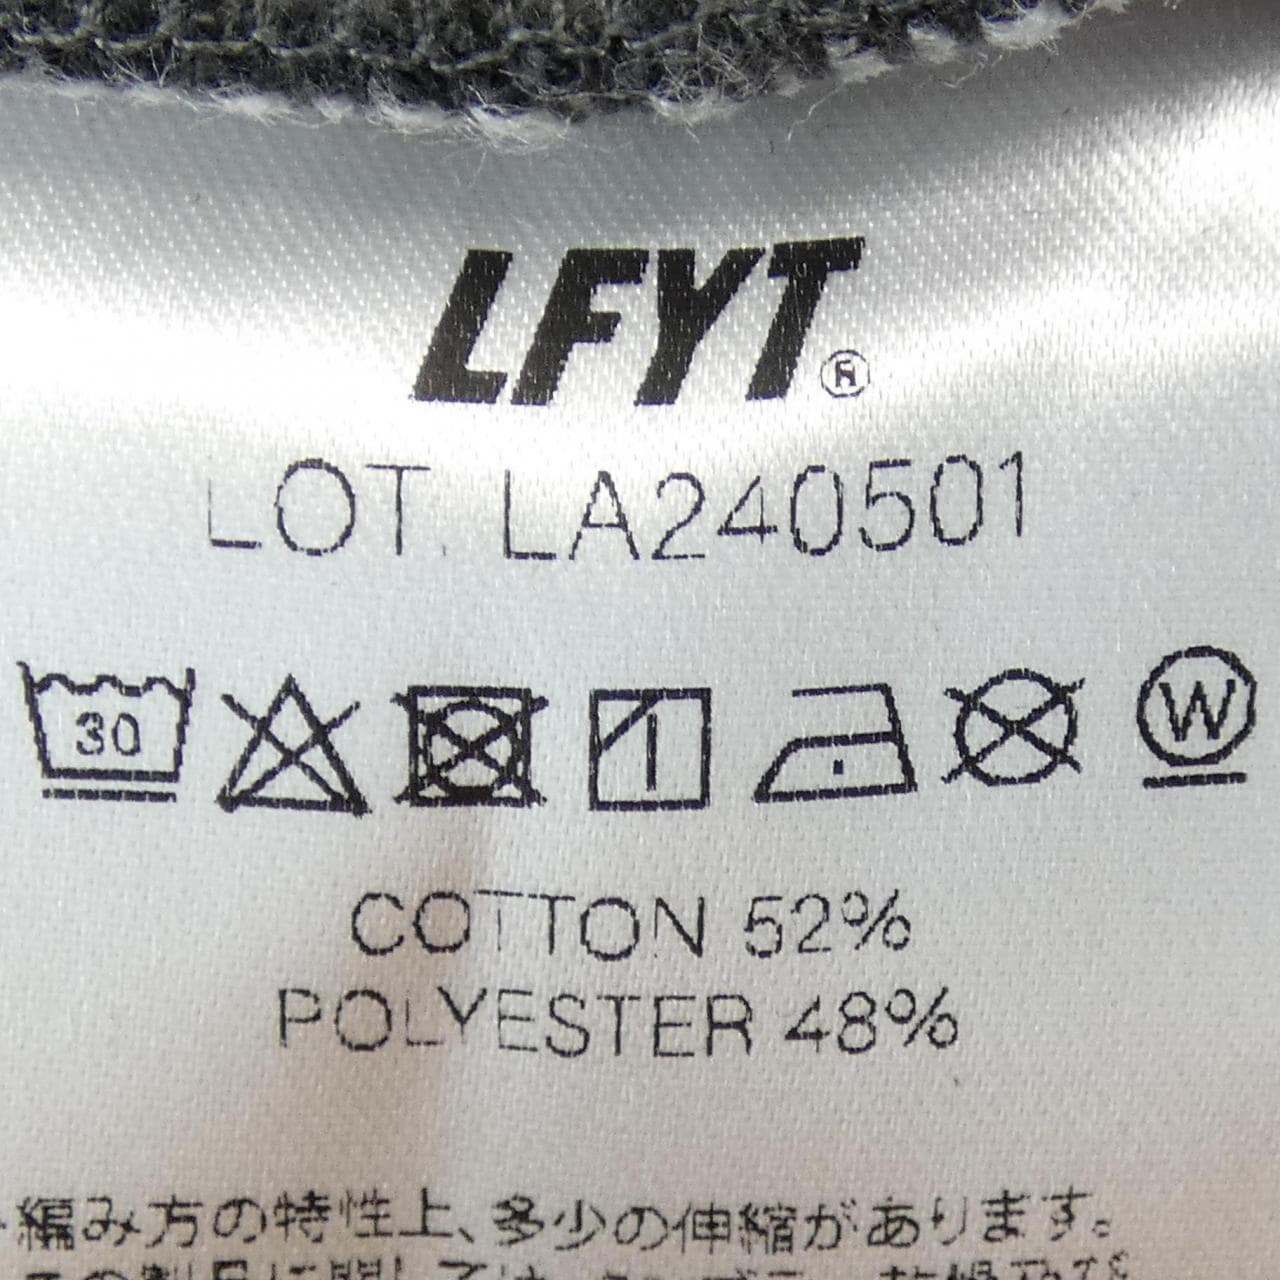 LFYT®
LOT. LA240501
30
W
COTTON 52%
POLYESTER 48%
編み方の特性上、多少の伸縮があります。